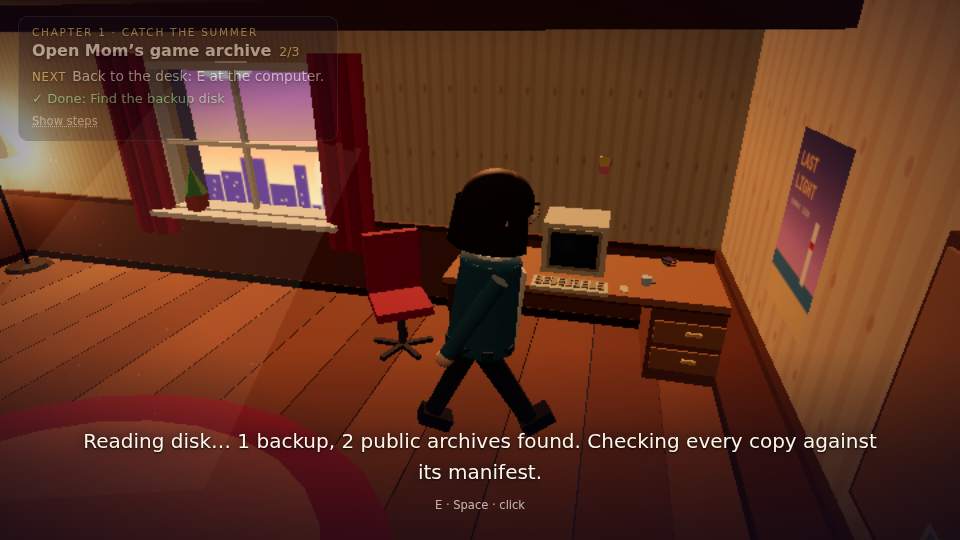 CHAPTER 1 · CATCH THE SUMMER
Open Mom’s game archive 2/3
NEXT Back to the desk: E at the computer.
✓ Done: Find the backup disk
Show steps
LAST
LIGHT
Reading disk… 1 backup, 2 public archives found. Checking every copy against
its manifest.
E · Space · click